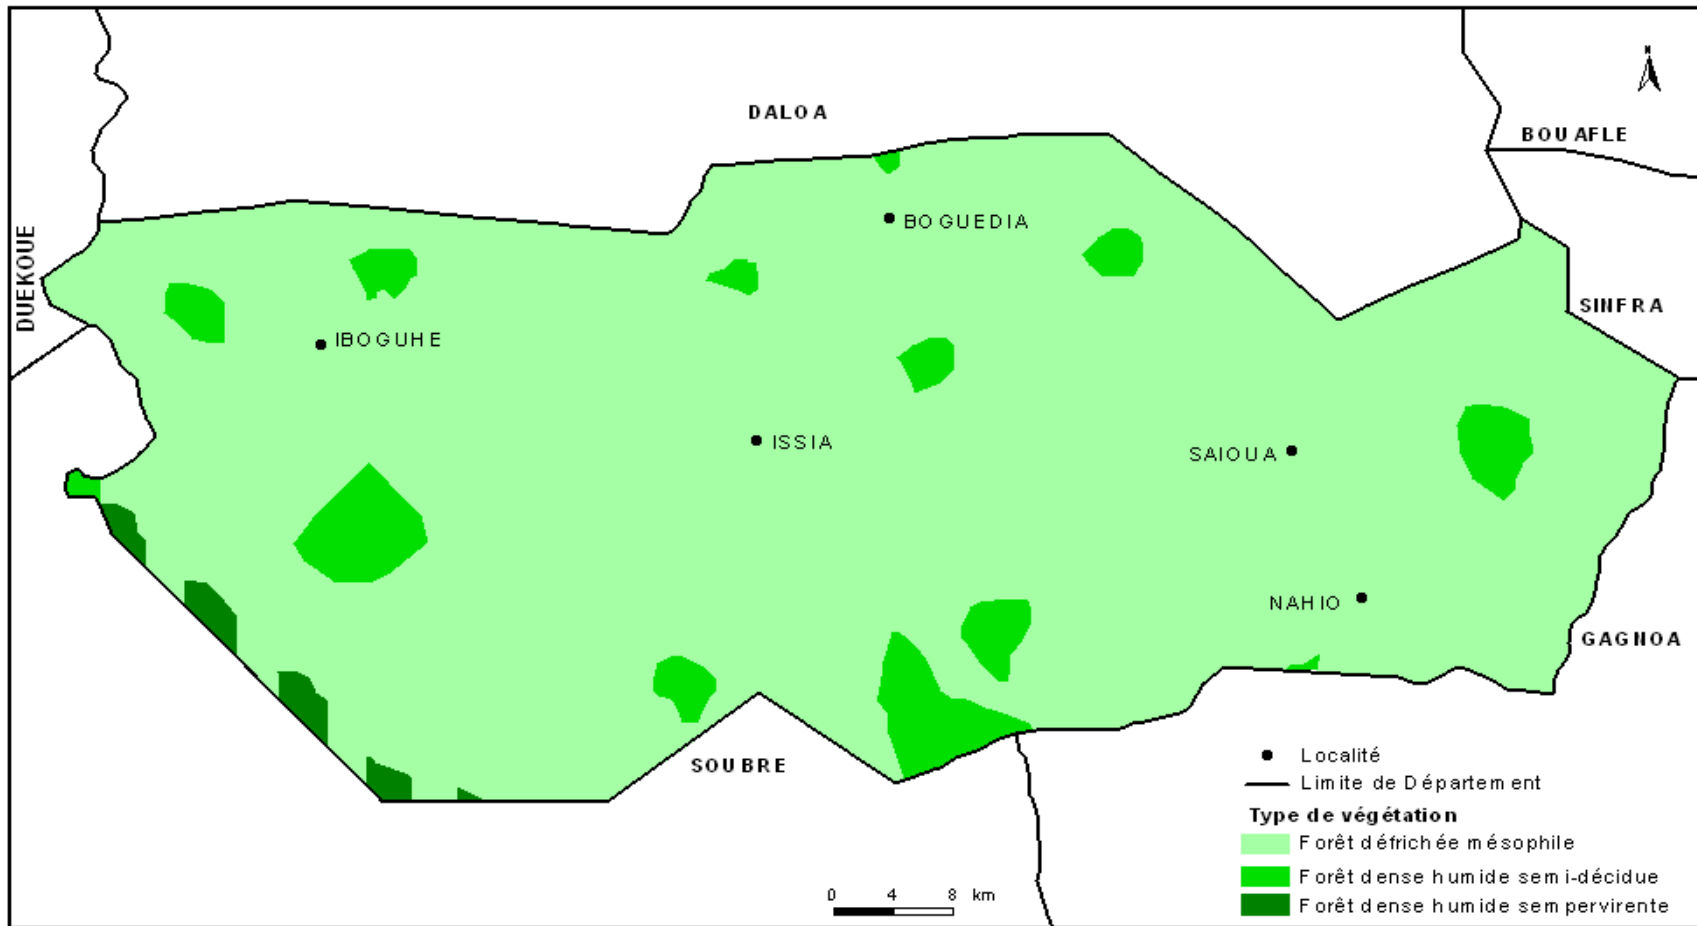 N
DALOA
BOUAFLE
BOGUEDIA
DUEKOUE
SINFRA
IBOGUHE
ISSIA
SAIOUA
NAHIO
GAGNOA
SOUBRE
Localité
Limite de Département
Type de végétation
Forêt défrichée mésophile
Forêt dense humide semi-décidue
Forêt dense humide sempervirente
0 4 8 km